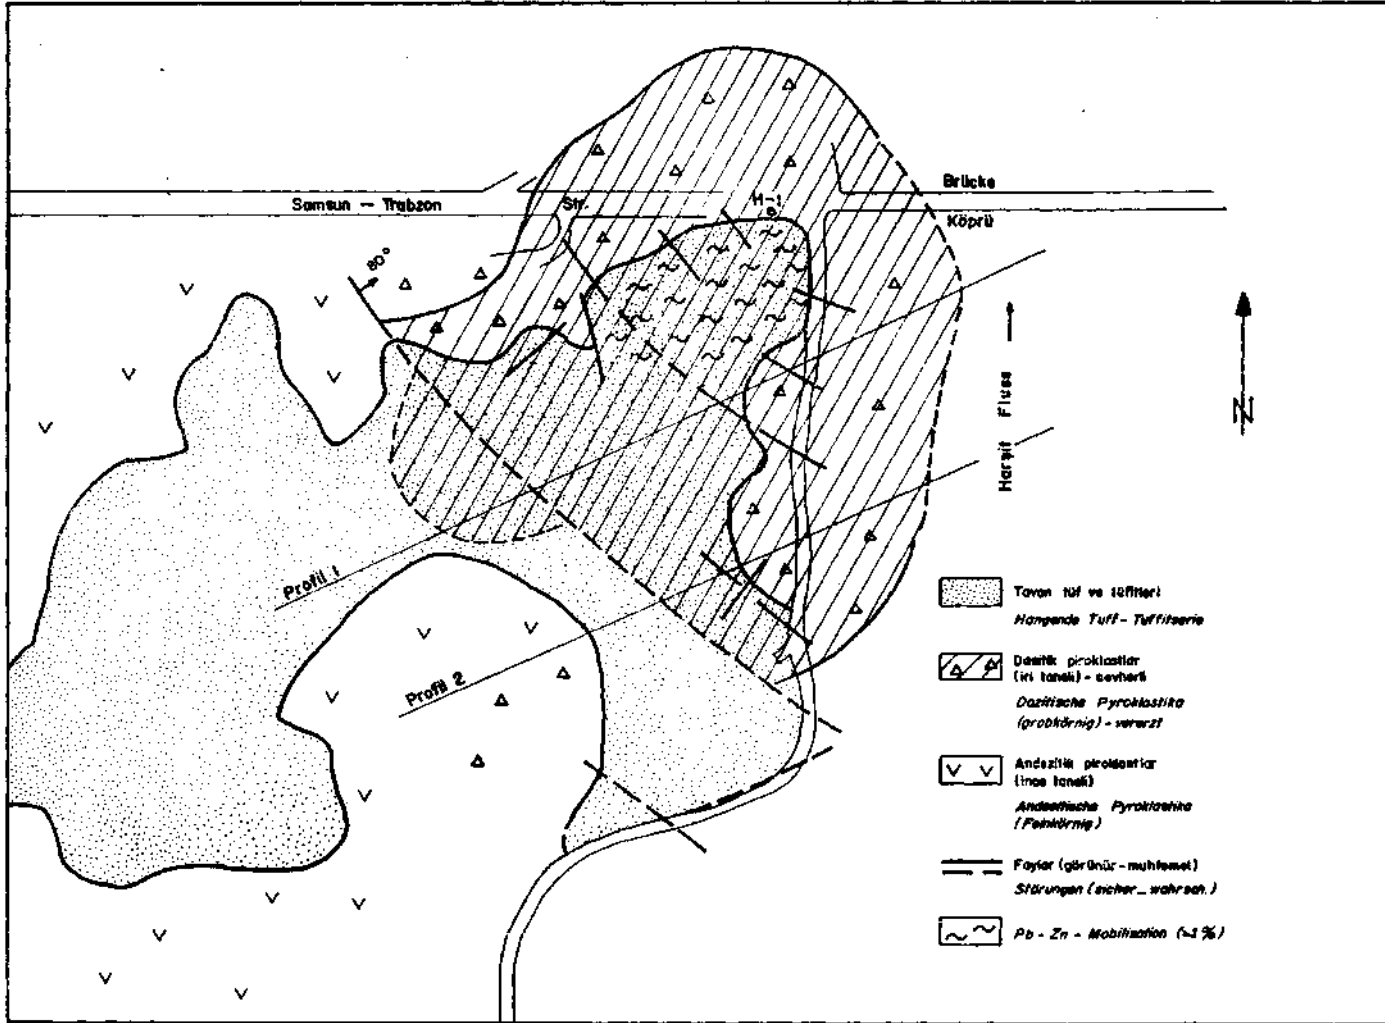 Brücke
Samsun - Trabzon
Str.
H-1
Köprü
80°
Harşit Fluss
N
Profil 1
Profil 2
Tavan tüf ve tüfitleri
Hangende Tuff - Tuffitserie
Dasitik piroklastlar
(iri taneli) - cevherli
Dazitische Pyroklastika
(grobkörnig) - vererzt
Andezitik piroklastlar
(ince taneli)
Andesitische Pyroklastika
(Feinkörnig)
Faylar (görünür - muhtemel)
Störungen (sicher _ wahrsch.)
Pb - Zn - Mobilisation